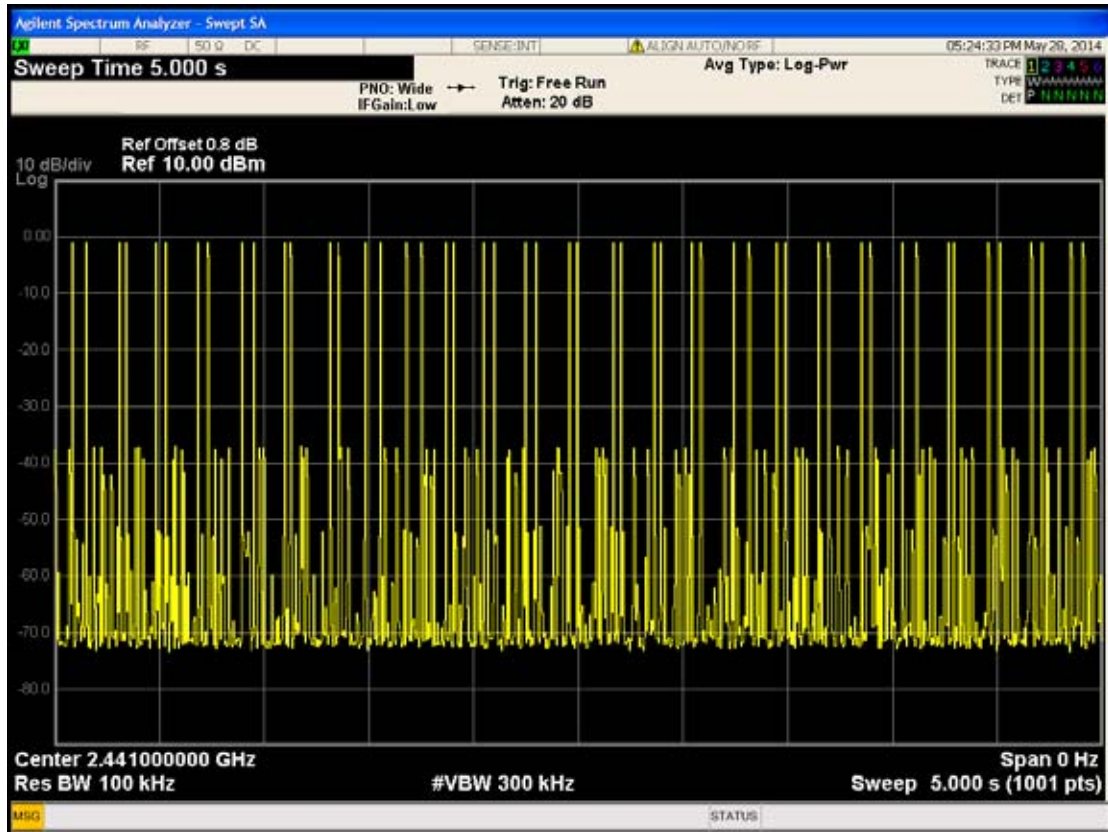 Agilent Spectrum Analyzer - Swept SA
RF 50 Ω DC SENSE:INT ALIGN AUTO/NO RF 05:24:33 PM May 28, 2014
Sweep Time 5.000 s Avg Type: Log-Pwr TRACE 1 2 3 4 5 6
PNO: Wide Trig: Free Run TYPE
IFGain:Low Atten: 20 dB DET P N N N N N
Ref Offset 0.8 dB
10 dB/div Ref 10.00 dBm
Log
0.00
-10.0
-20.0
-30.0
-40.0
-50.0
-60.0
-70.0
-80.0
Center 2.441000000 GHz Span 0 Hz
Res BW 100 kHz #VBW 300 kHz Sweep 5.000 s (1001 pts)
MSG STATUS